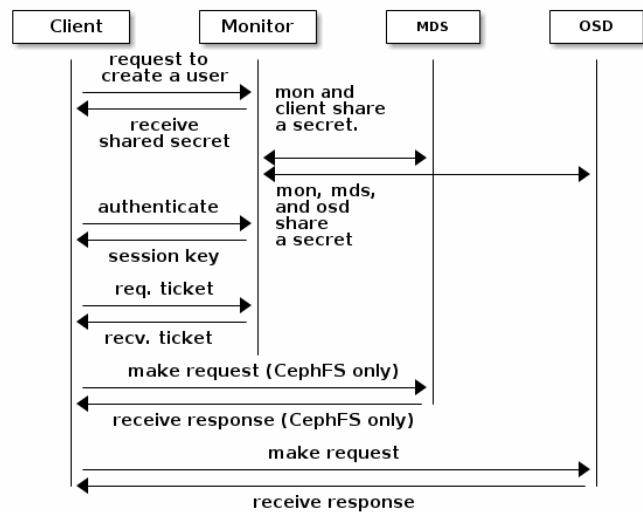 Client
Monitor
MDS
OSD
request to
create a user
mon and
client share
a secret.
receive
shared secret
mon, mds,
and osd
share
a secret
authenticate
session key
req. ticket
recv. ticket
make request (CephFS only)
receive response (CephFS only)
make request
receive response